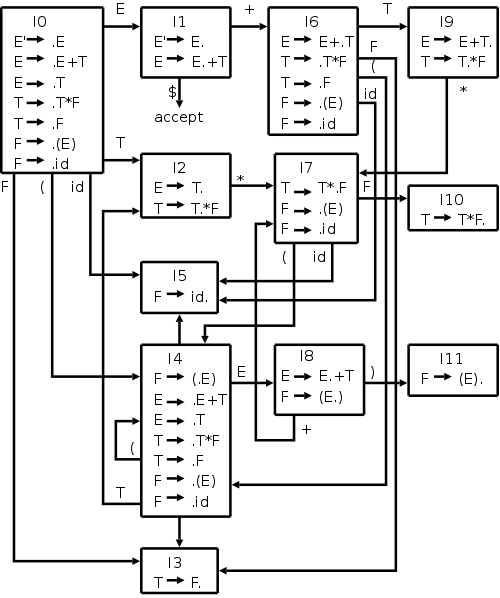 I0
E' → .E
E → .E+T
E → .T
T → .T*F
T → .F
F → .(E)
F → .id
E
I1
E' → E.
E → E.+T
$
accept
+
I6
E → E+.T
T → .T*F
T → .F
F → .(E)
F → .id
T
F
(
id
I9
E → E+T.
T → T.*F
*
T
I2
E → T.
T → T.*F
*
I7
T → T*.F
F → .(E)
F → .id
F
I10
T → T*F.
F
(
id
(
id
I5
F → id.
I4
F → (.E)
E → .E+T
E → .T
T → .T*F
T → .F
F → .(E)
F → .id
E
(
T
I8
E → E.+T
F → (E.)
)
+
I11
F → (E).
I3
T → F.